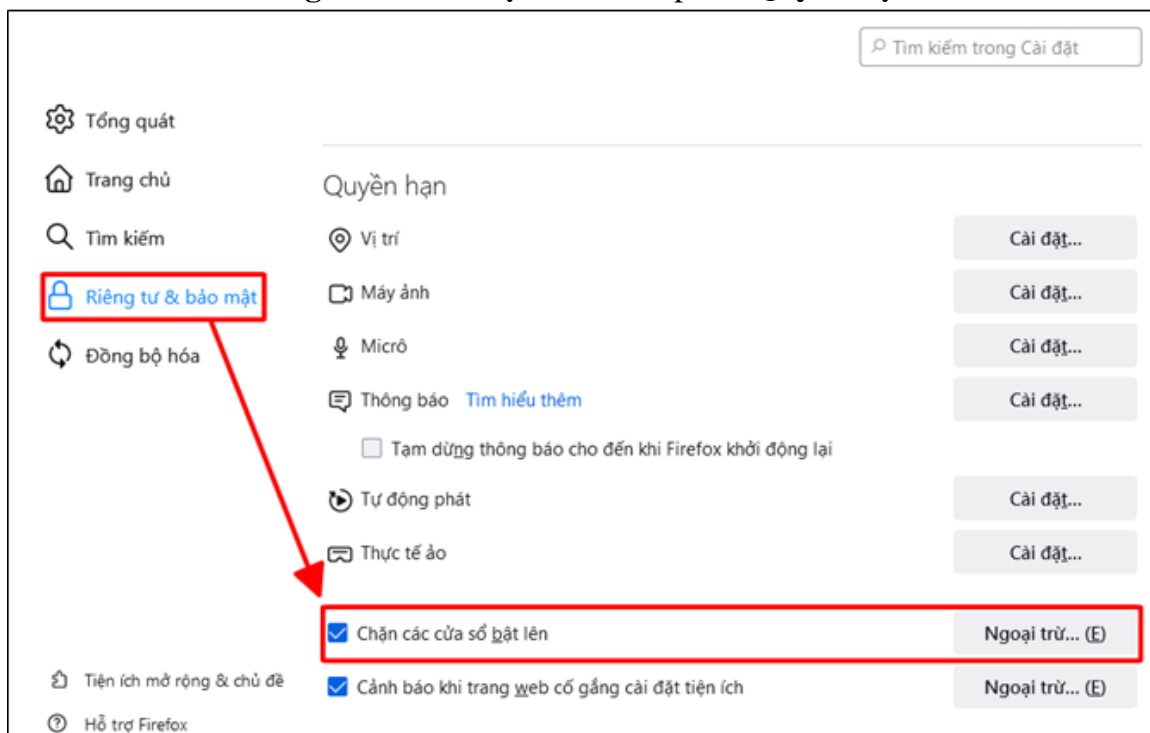 Tìm kiếm trong Cài đặt
Tổng quát
Trang chủ
Tìm kiếm
Riêng tư & bảo mật
Đồng bộ hóa
Tiện ích mở rộng & chủ đề
Hỗ trợ Firefox
Quyền hạn
Vị trí Cài đặt...
Máy ảnh Cài đặt...
Micrô Cài đặt...
Thông báo Tìm hiểu thêm Cài đặt...
Tạm dừng thông báo cho đến khi Firefox khởi động lại
Tự động phát Cài đặt...
Thực tế ảo Cài đặt...
Chặn các cửa sổ bật lên Ngoại trừ... (E)
Cảnh báo khi trang web cố gắng cài đặt tiện ích Ngoại trừ... (E)